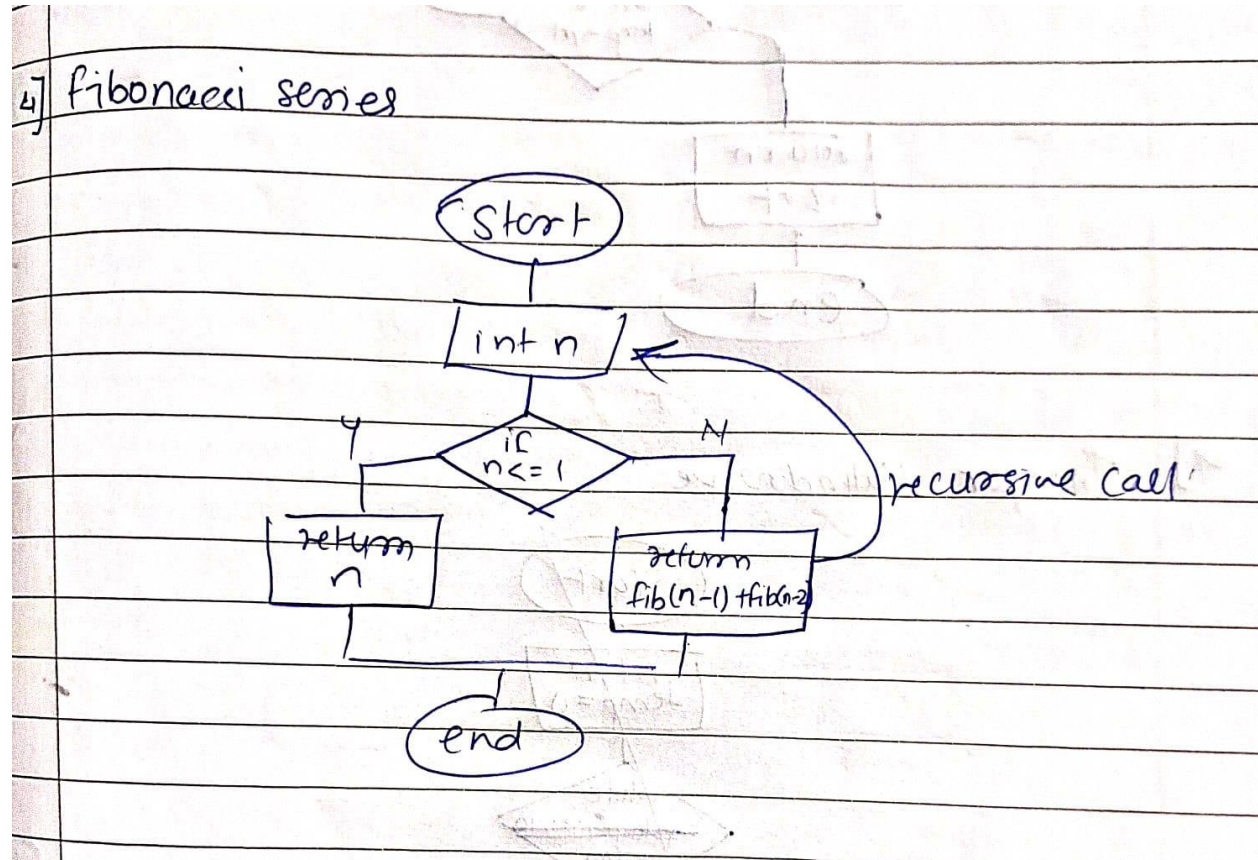 4] fibonacci series
Start
int n
Y
if
n<=1
N
recursive call
return
n
return
fib(n-1)+fib(n-2)
end